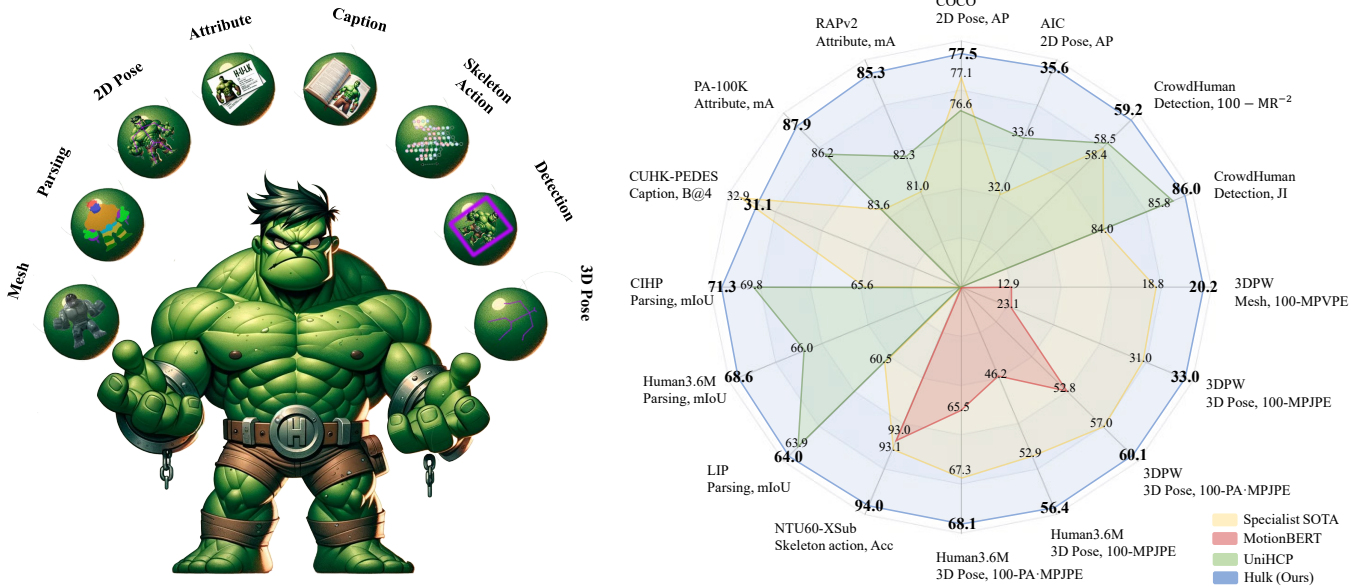 Mesh
Parsing
2D Pose
Attribute
Caption
Skeleton
Action
Detection
3D Pose
H-U-L-K
H
COCO
2D Pose, AP
77.5
77.1
76.6
AIC
2D Pose, AP
35.6
33.6
32.0
CrowdHuman
Detection, 100 − MR⁻²
59.2
58.5
58.4
CrowdHuman
Detection, JI
86.0
85.8
84.0
3DPW
Mesh, 100-MPVPE
20.2
18.8
12.9
3DPW
3D Pose, 100-MPJPE
33.0
31.0
23.1
3DPW
3D Pose, 100-PA·MPJPE
60.1
57.0
52.8
Human3.6M
3D Pose, 100-MPJPE
56.4
52.9
46.2
Human3.6M
3D Pose, 100-PA·MPJPE
68.1
67.3
65.5
NTU60-XSub
Skeleton action, Acc
94.0
93.1
93.0
LIP
Parsing, mIoU
64.0
63.9
60.5
Human3.6M
Parsing, mIoU
68.6
66.0
CIHP
Parsing, mIoU
71.3
69.8
65.6
CUHK-PEDES
Caption, B@4
32.9
31.1
PA-100K
Attribute, mA
87.9
86.2
83.6
RAPv2
Attribute, mA
85.3
82.3
81.0
Specialist SOTA
MotionBERT
UniHCP
Hulk (Ours)